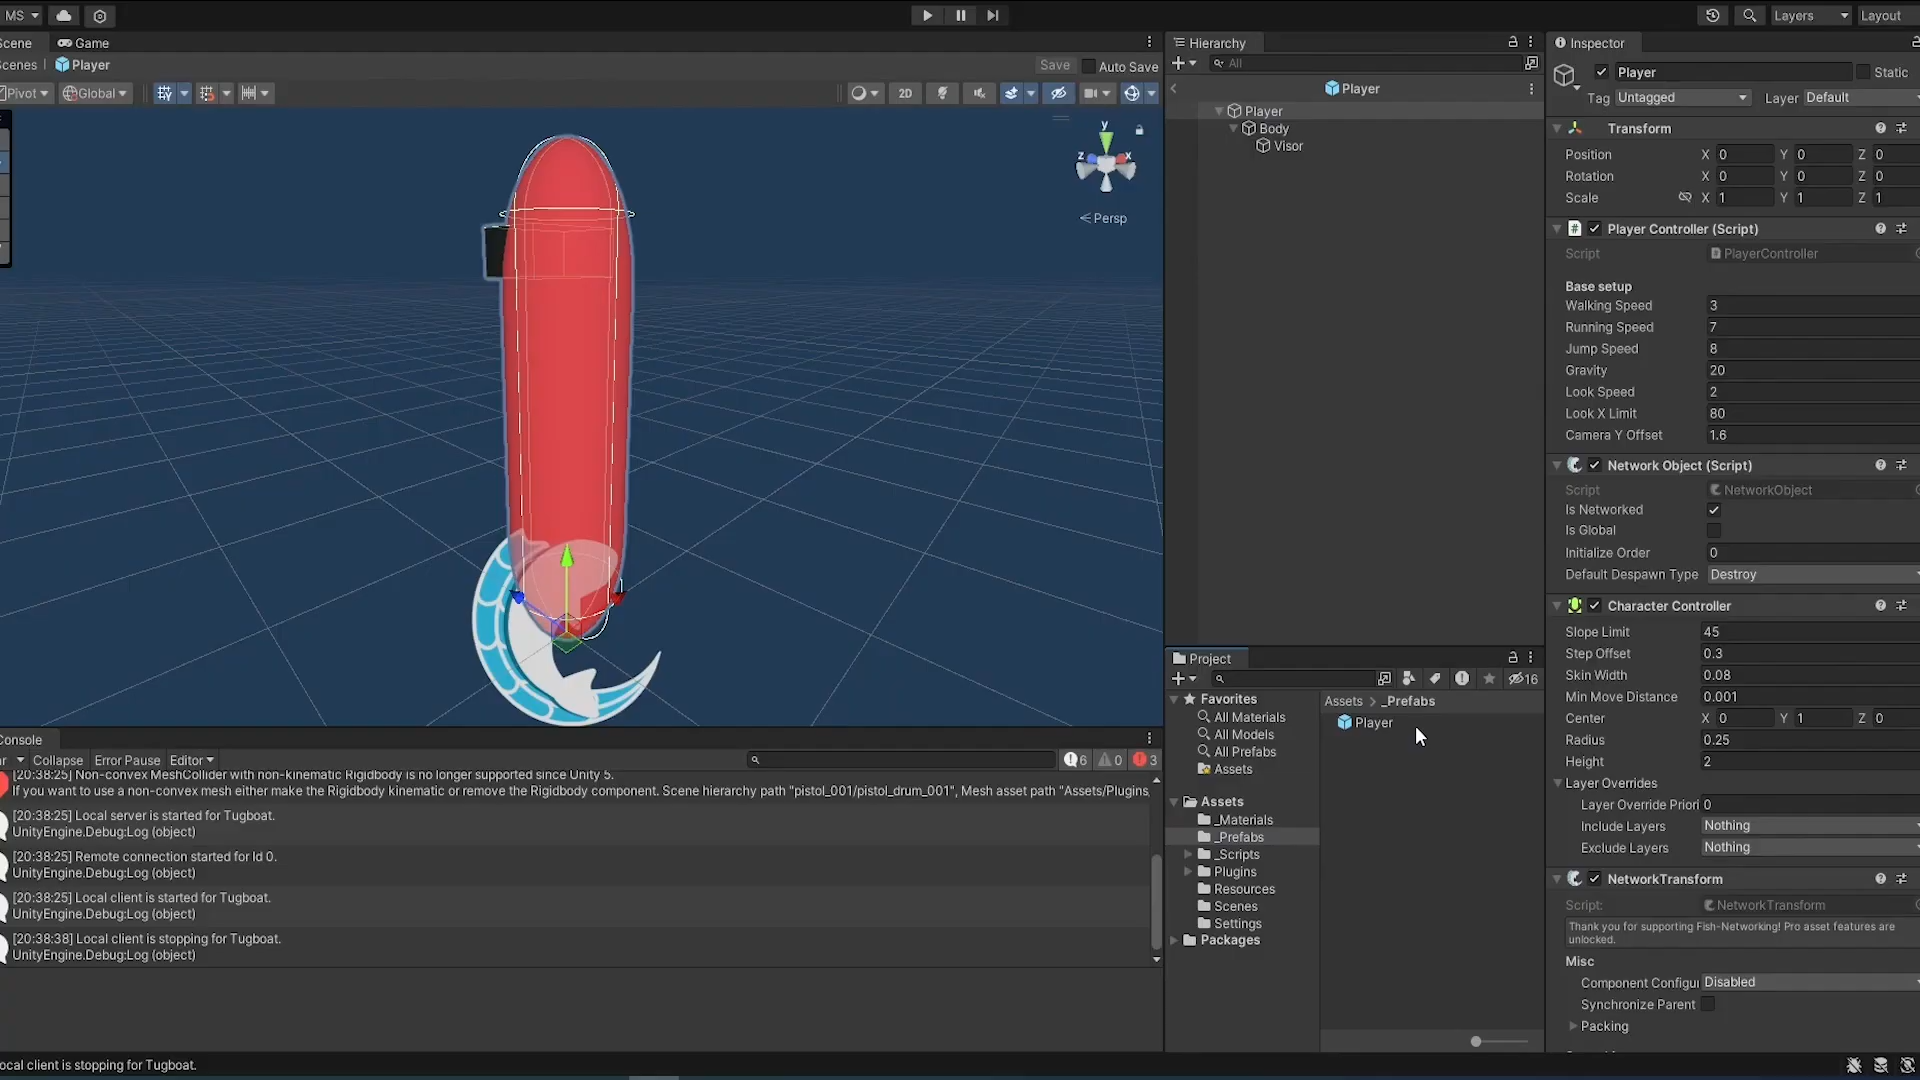 MS
Layers
Layout
Scene
Game
Hierarchy
Inspector
Scenes
Player
Save
Auto Save
All
Player
Static
Pivot
Global
2D
Player
Tag
Untagged
Layer
Default
Player
Body
Visor
y
z
x
Persp
Transform
Position X 0 Y 0 Z 0
Rotation X 0 Y 0 Z 0
Scale X 1 Y 1 Z 1
Player Controller (Script)
Script PlayerController
Base setup
Walking Speed 3
Running Speed 7
Jump Speed 8
Gravity 20
Look Speed 2
Look X Limit 80
Camera Y Offset 1.6
Network Object (Script)
Script NetworkObject
Is Networked
Is Global
Initialize Order 0
Default Despawn Type Destroy
Character Controller
Slope Limit 45
Step Offset 0.3
Skin Width 0.08
Min Move Distance 0.001
Center X 0 Y 1 Z 0
Radius 0.25
Height 2
Layer Overrides
Layer Override Priori 0
Include Layers Nothing
Exclude Layers Nothing
NetworkTransform
Script: NetworkTransform
Thank you for supporting Fish-Networking! Pro asset features are
unlocked.
Misc
Component Configu Disabled
Synchronize Parent
Packing
Project
16
Favorites
All Materials
All Models
All Prefabs
Assets
Assets
_Materials
_Prefabs
_Scripts
Plugins
Resources
Scenes
Settings
Packages
Assets > _Prefabs
Player
Console
Collapse
Error Pause
Editor
6
0
3
[20:38:25] Non-convex MeshCollider with non-kinematic Rigidbody is no longer supported since Unity 5.
If you want to use a non-convex mesh either make the Rigidbody kinematic or remove the Rigidbody component. Scene hierarchy path "pistol_001/pistol_drum_001", Mesh asset path "Assets/Plugins,
[20:38:25] Local server is started for Tugboat.
UnityEngine.Debug:Log (object)
[20:38:25] Remote connection started for Id 0.
UnityEngine.Debug:Log (object)
[20:38:25] Local client is started for Tugboat.
UnityEngine.Debug:Log (object)
[20:38:38] Local client is stopping for Tugboat.
UnityEngine.Debug:Log (object)
ocal client is stopping for Tugboat.